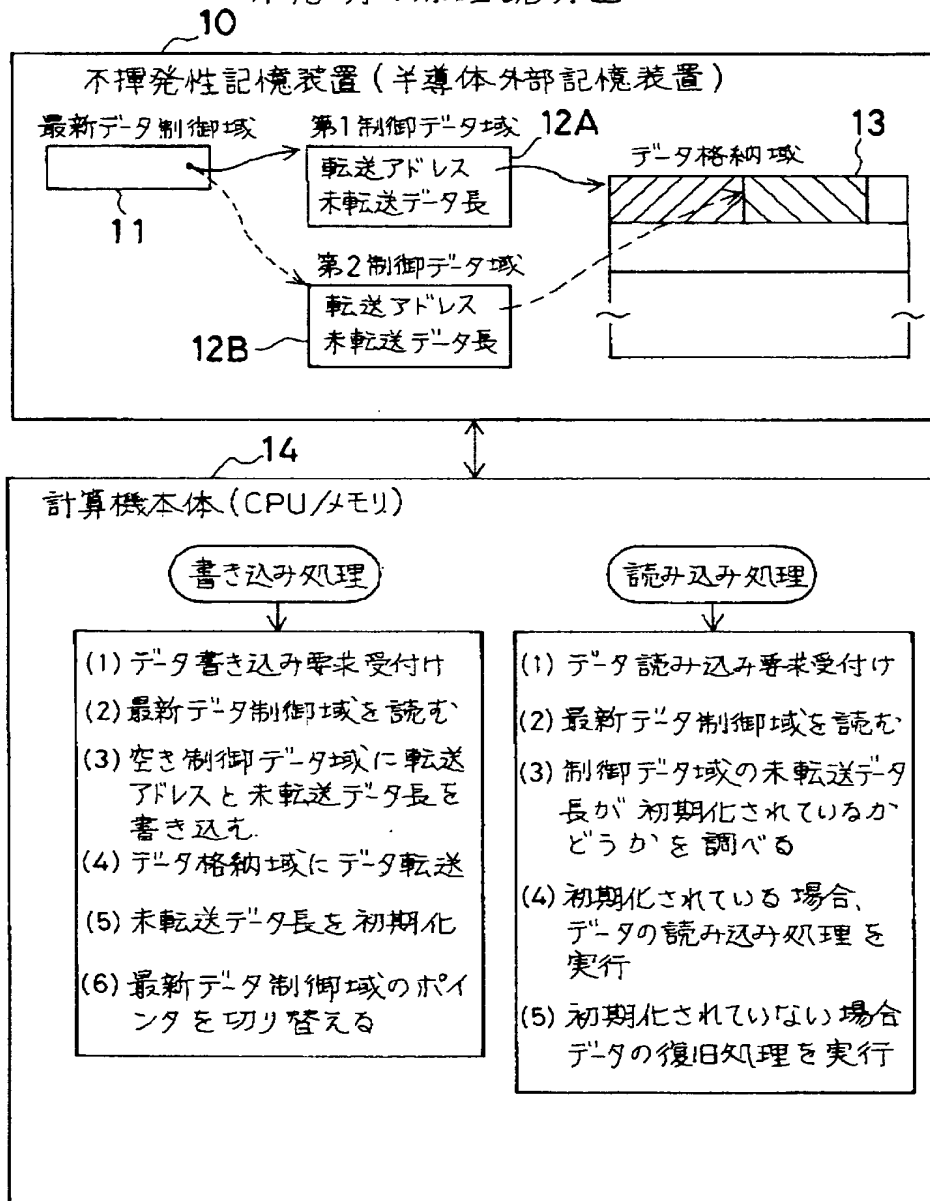 10
不揮発性記憶装置(半導体外部記憶装置)
最新データ制御域
11
第1制御データ域
12A
転送アドレス
未転送データ長
データ格納域
13
第2制御データ域
転送アドレス
未転送データ長
12B
14
計算機本体(CPU/メモリ)
書き込み処理
(1)データ書き込み要求受付け
(2)最新データ制御域を読む
(3)空き制御データ域に転送
アドレスと未転送データ長を
書き込む
(4)データ格納域にデータ転送
(5)未転送データ長を初期化
(6)最新データ制御域のポイ
ンタを切り替える
読み込み処理
(1)データ読み込み要求受付け
(2)最新データ制御域を読む
(3)制御データ域の未転送データ
長が初期化されているか
どうかを調べる
(4)初期化されている場合、
データの読み込み処理を
実行
(5)初期化されていない場合
データの復旧処理を実行